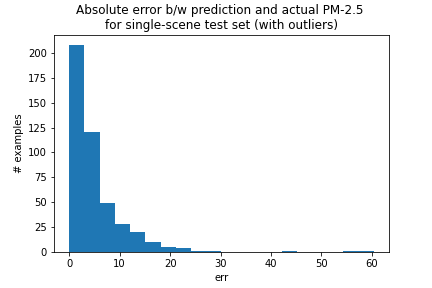 Absolute error b/w prediction and actual PM-2.5
for single-scene test set (with outliers)
200
175
150
125
100
75
50
25
0
# examples
0 10 20 30 40 50 60
err